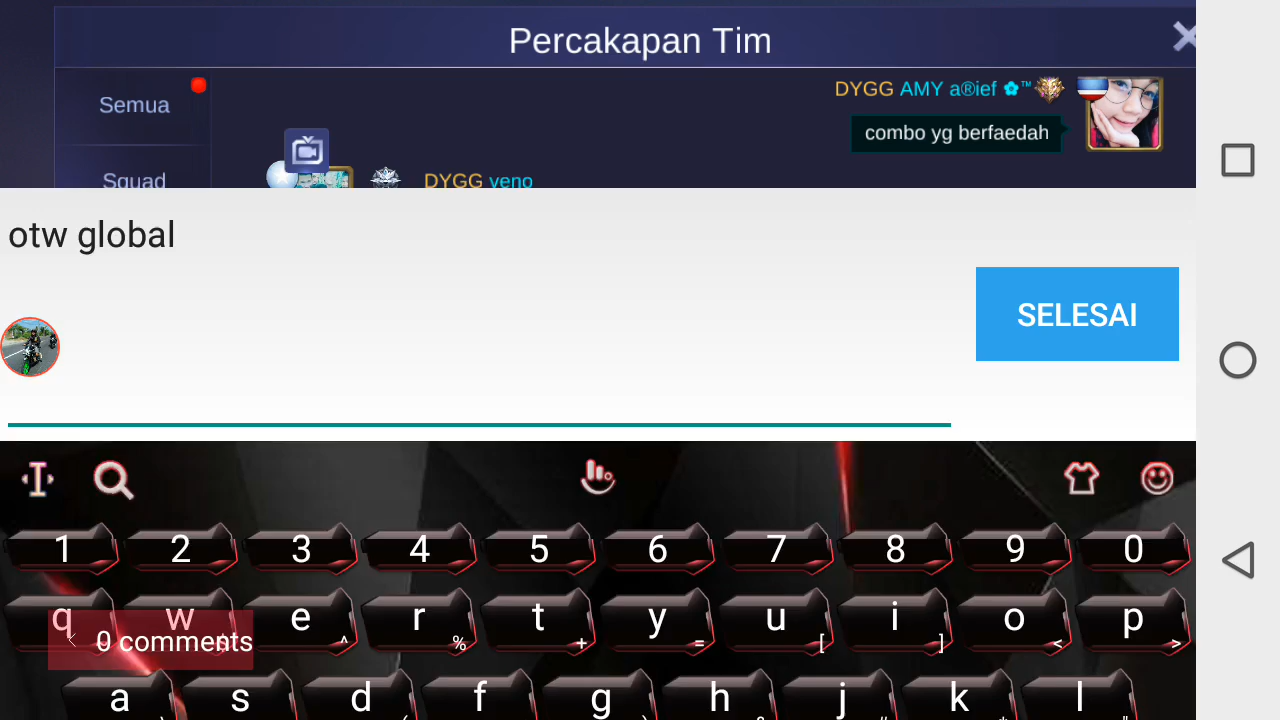 Percakapan Tim
Semua
DYGG AMY a®ief ✿™
combo yg berfaedah
Squad
DYGG veno
otw global
SELESAI
1 2 3 4 5 6 7 8 9 0
q w e r t y u i o p
^ % + = [ ] < >
0 comments
a s d f g h j k l